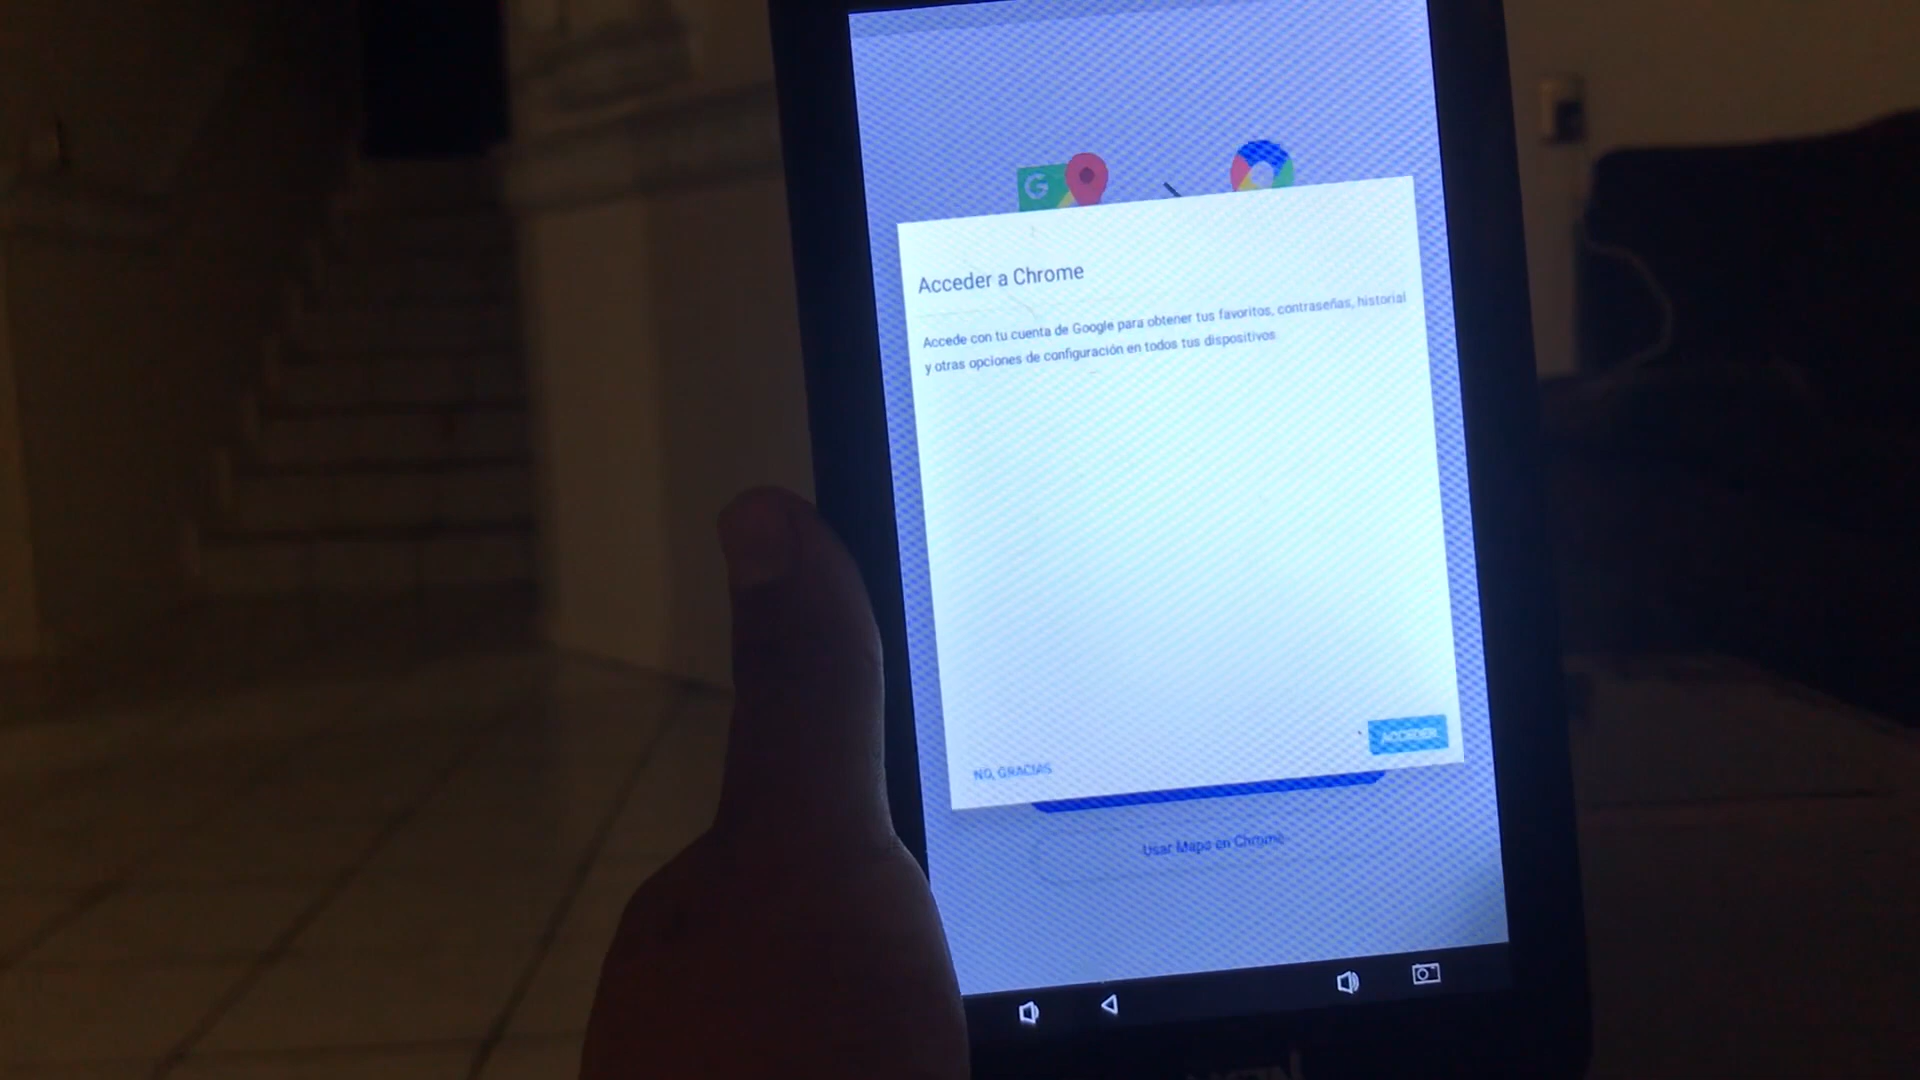 G
Acceder a Chrome
Accede con tu cuenta de Google para obtener tus favoritos, contraseñas, historial
y otras opciones de configuración en todos tus dispositivos
ACCEDER
NO, GRACIAS
Usar Maps en Chrome